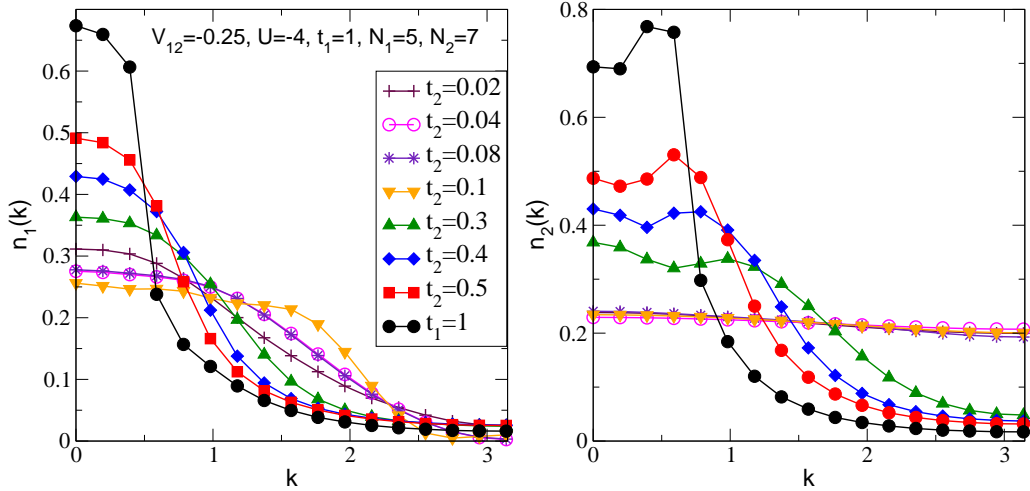 V12=-0.25, U=-4, t1=1, N1=5, N2=7
t2=0.02
t2=0.04
t2=0.08
t2=0.1
t2=0.3
t2=0.4
t2=0.5
t1=1
n1(k)
0.6
0.5
0.4
0.3
0.2
0.1
0
0
1
2
3
k
n2(k)
0.8
0.6
0.4
0.2
0
0
1
2
3
k